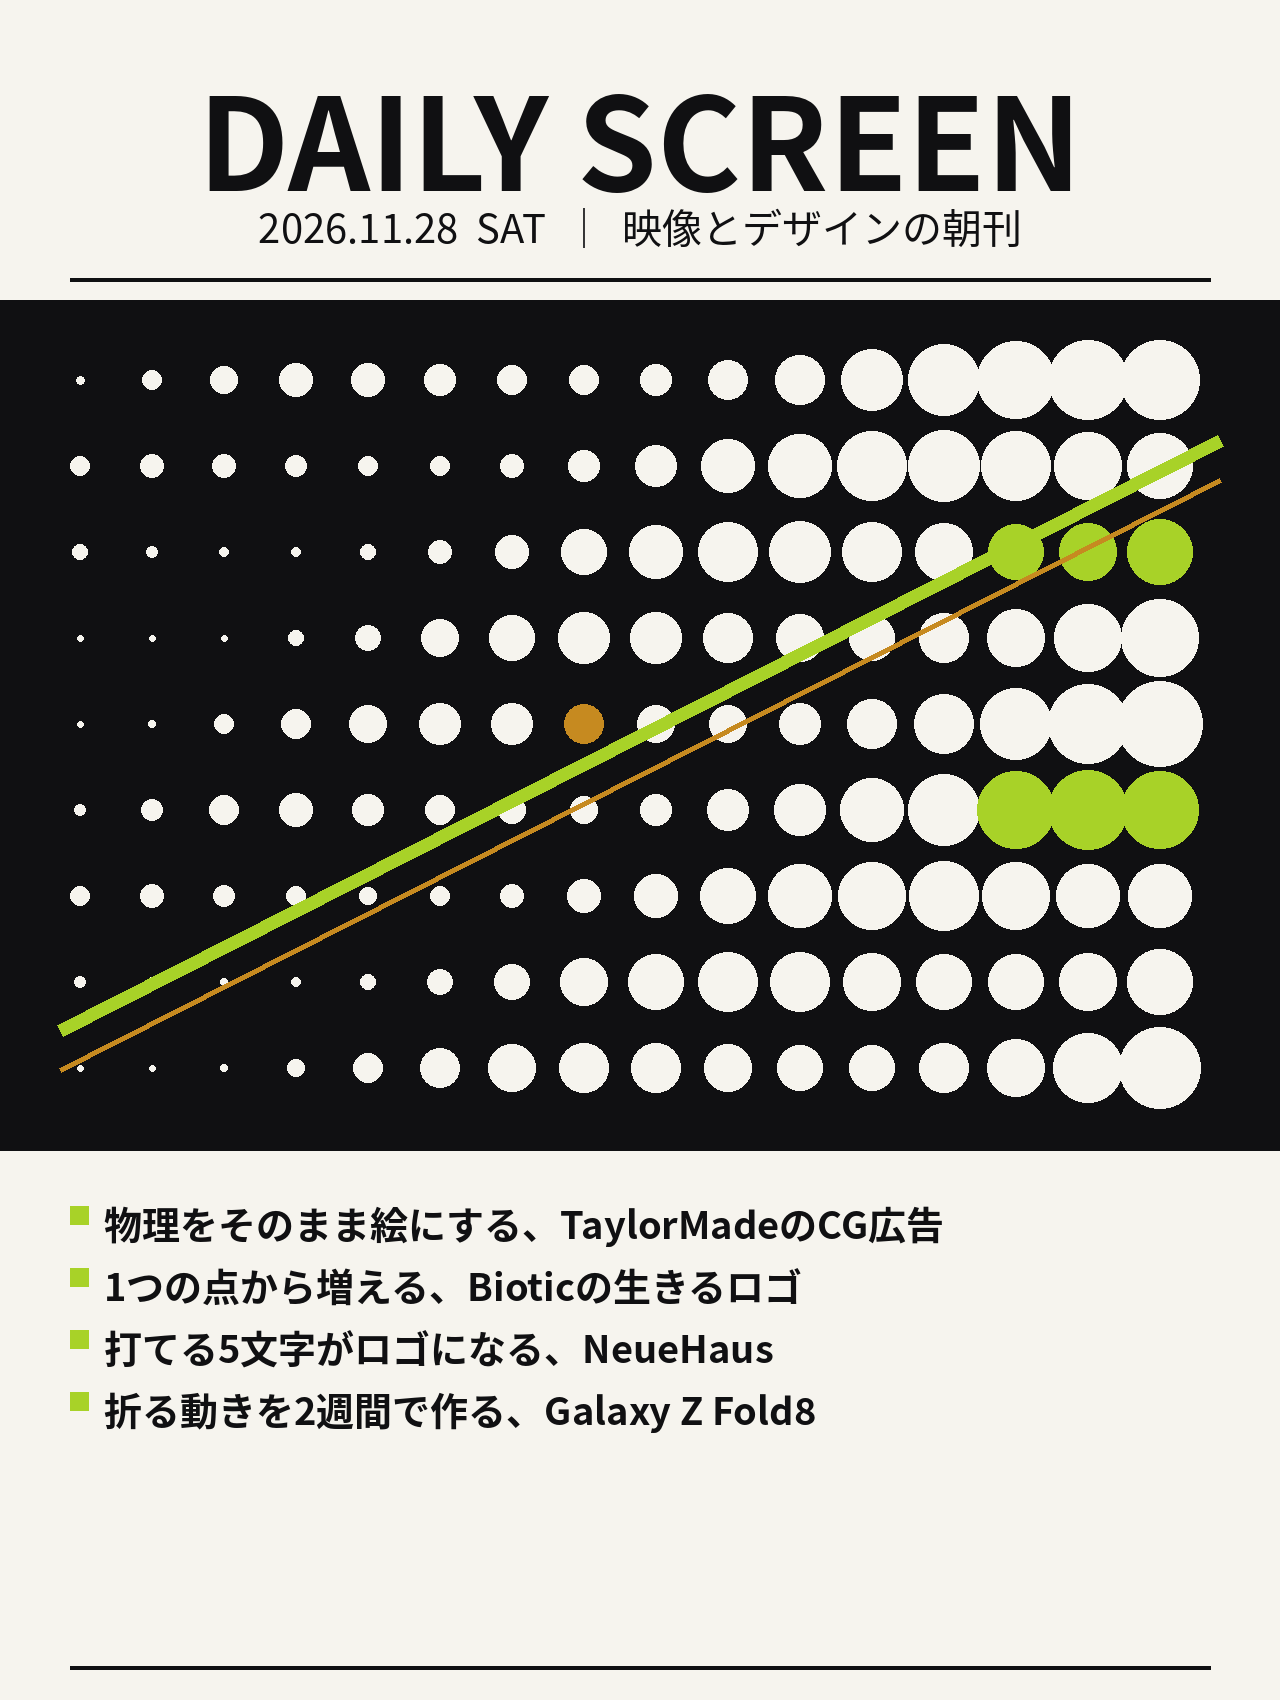 DAILY SCREEN
2026.11.28 SAT ｜ 映像とデザインの朝刊
物理をそのまま絵にする、TaylorMadeのCG広告
1つの点から増える、Bioticの生きるロゴ
打てる5文字がロゴになる、NeueHaus
折る動きを2週間で作る、Galaxy Z Fold8